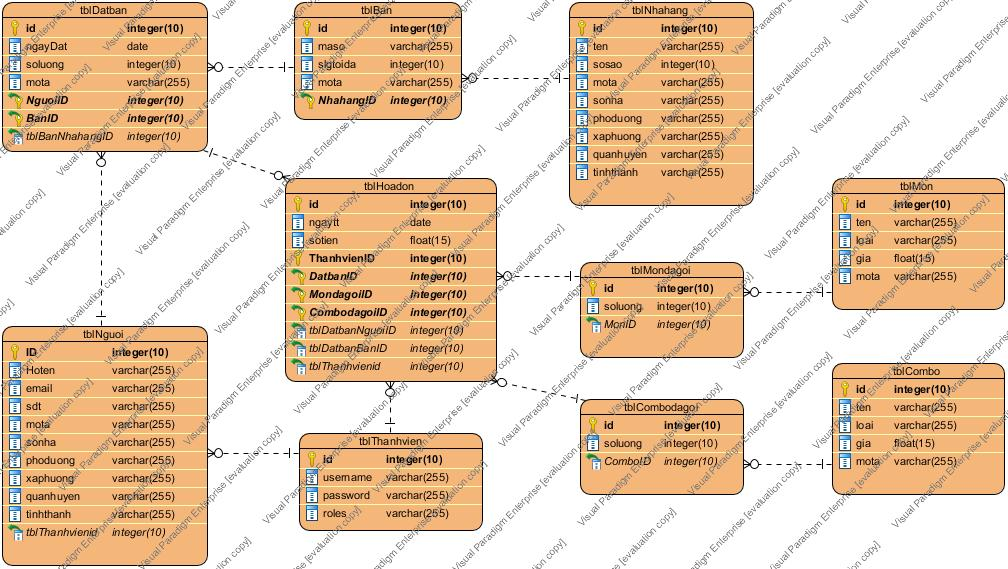 tblDatban
id integer(10)
ngayDat date
soluong integer(10)
mota varchar(255)
NguoiID integer(10)
BanID integer(10)
tblBanNhahangID integer(10)
tblBan
id integer(10)
maso varchar(255)
slgtoida integer(10)
mota varchar(255)
NhahangID integer(10)
tblNhahang
id integer(10)
ten varchar(255)
sosao integer(10)
mota varchar(255)
sonna varchar(255)
phoduong varchar(255)
xaphuong varchar(255)
quanhuyen varchar(255)
tinhthanh varchar(255)
tblHoadon
id integer(10)
ngaytt date
sotien float(15)
ThanhvienID integer(10)
DatbanID integer(10)
MondagoiID integer(10)
CombodagoiID integer(10)
tblDatbanNguoiID integer(10)
tblDatbanBanID integer(10)
tblThanhvienid integer(10)
tblMon
id integer(10)
ten varchar(255)
loai varchar(255)
gia float(15)
mota varchar(255)
tblMondagoi
id integer(10)
soluong integer(10)
MonID integer(10)
tblNguoi
ID integer(10)
Hoten varchar(255)
email varchar(255)
sdt varchar(255)
mota varchar(255)
sonha varchar(255)
phoduong varchar(255)
xaphuong varchar(255)
quanhuyen varchar(255)
tinhthanh varchar(255)
tblThanhvienid integer(10)
tblThanhvien
id integer(10)
username varchar(255)
password varchar(255)
roles varchar(255)
tblCombodagoi
id integer(10)
soluong integer(10)
ComboID integer(10)
tblCombo
id integer(10)
ten varchar(255)
loai varchar(255)
gia float(15)
mota varchar(255)
Visual Paradigm Enterprise [evaluation copy]